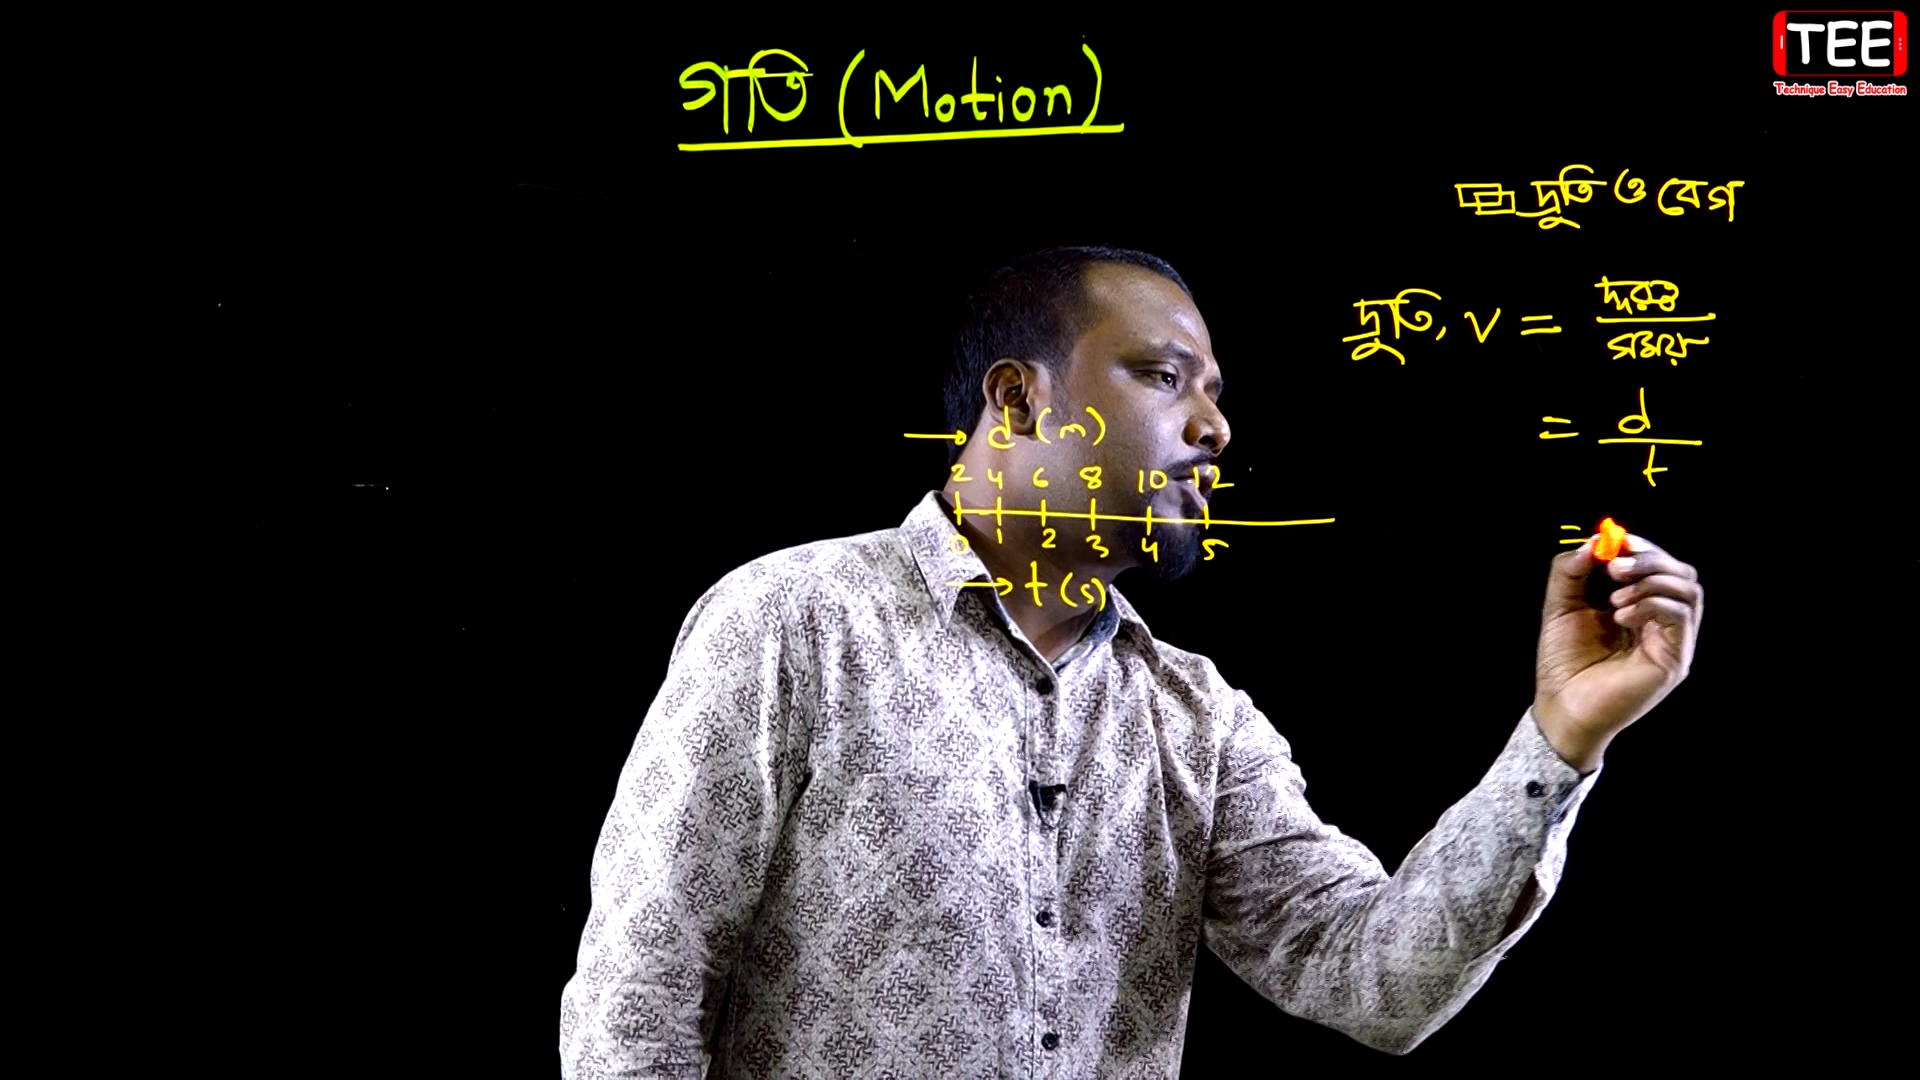 TEE
Technique Easy Education
গতি (Motion)
দ্রুতি ও বেগ
দ্রুতি, v = দূরত্ব / সময়
= d / t
=
→ d (m)
2 4 6 8 10 12
0 1 2 3 4 5
→ t (s)